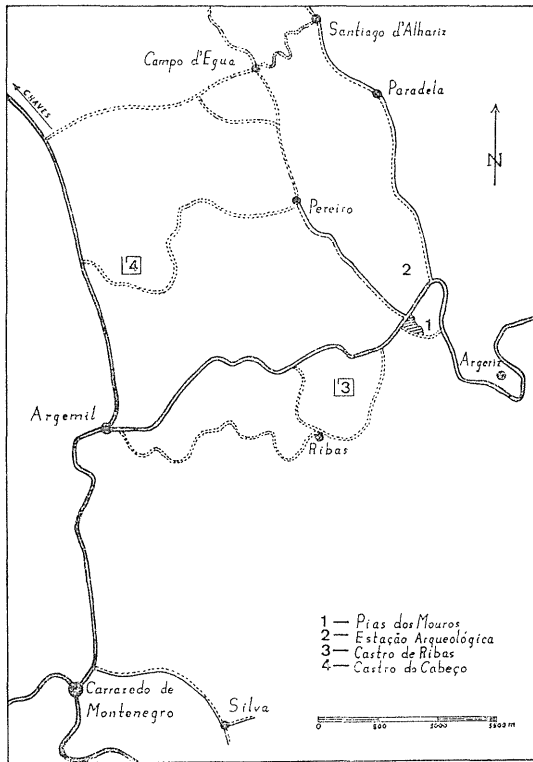 Santiago d'Alhariz
Campo d'Egua
Paradela
CHAVES
N
Pereiro
4
2
1
Argeriz
3
Argemil
Ribas
1 — Pias dos Mouros
2 — Estação Arqueológica
3 — Castro de Ribas
4 — Castro do Cabeço
Carrazedo de
Montenegro
Silva
0 500 1000 1500 m